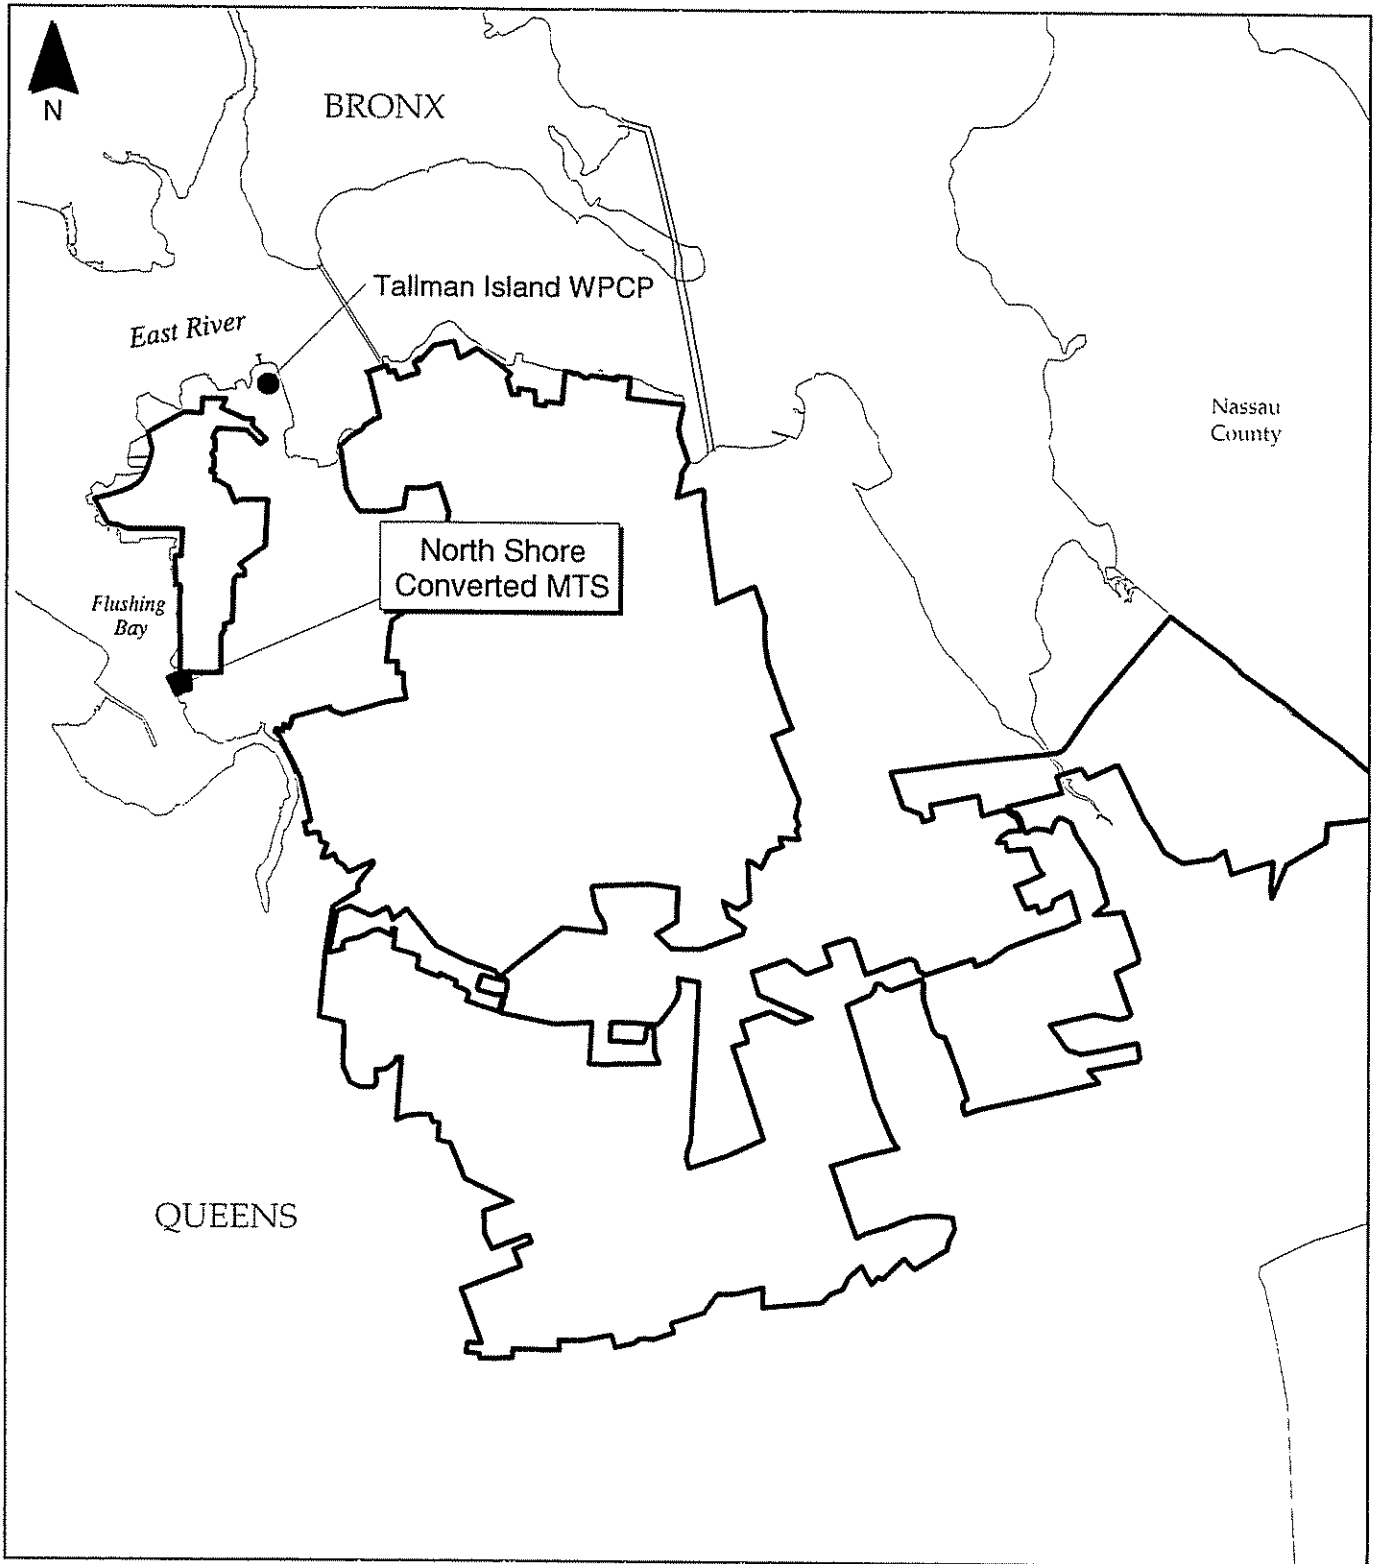 N
BRONX
Tallman Island WPCP
East River
Nassau
County
North Shore
Converted MTS
Flushing
Bay
QUEENS